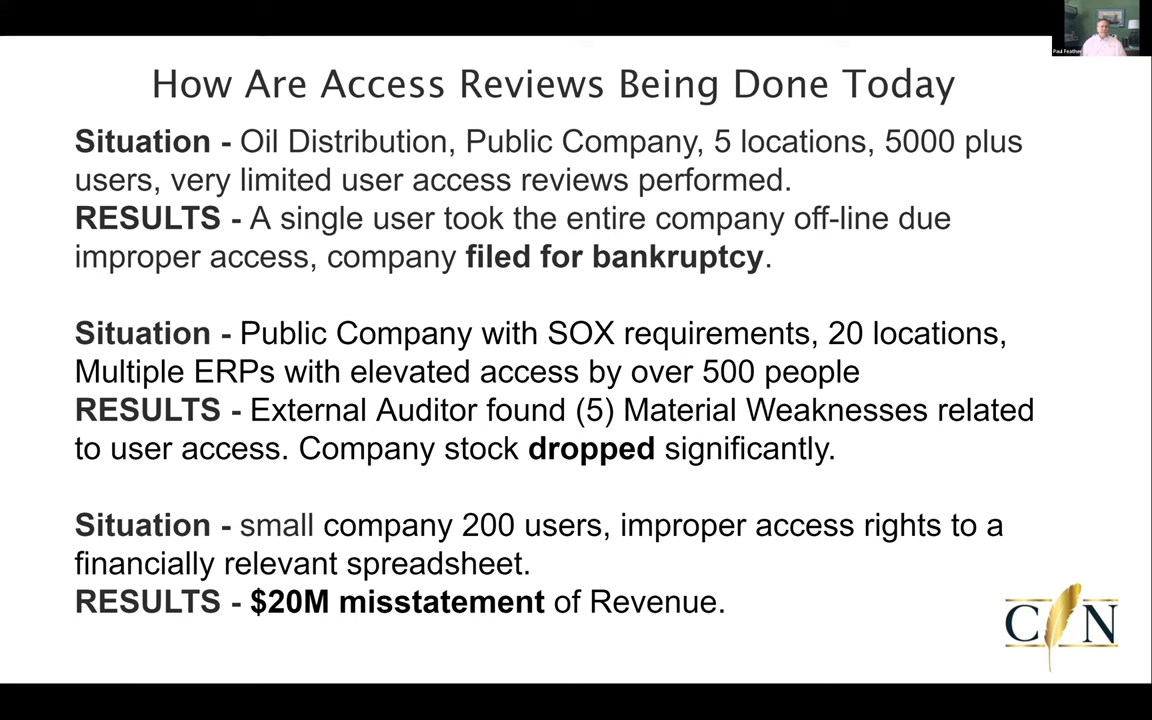 How Are Access Reviews Being Done Today
Situation - Oil Distribution, Public Company, 5 locations, 5000 plus
users, very limited user access reviews performed.
RESULTS - A single user took the entire company off-line due
improper access, company filed for bankruptcy.
Situation - Public Company with SOX requirements, 20 locations,
Multiple ERPs with elevated access by over 500 people
RESULTS - External Auditor found (5) Material Weaknesses related
to user access. Company stock dropped significantly.
Situation - small company 200 users, improper access rights to a
financially relevant spreadsheet.
RESULTS - $20M misstatement of Revenue.
Paul Feather
C N